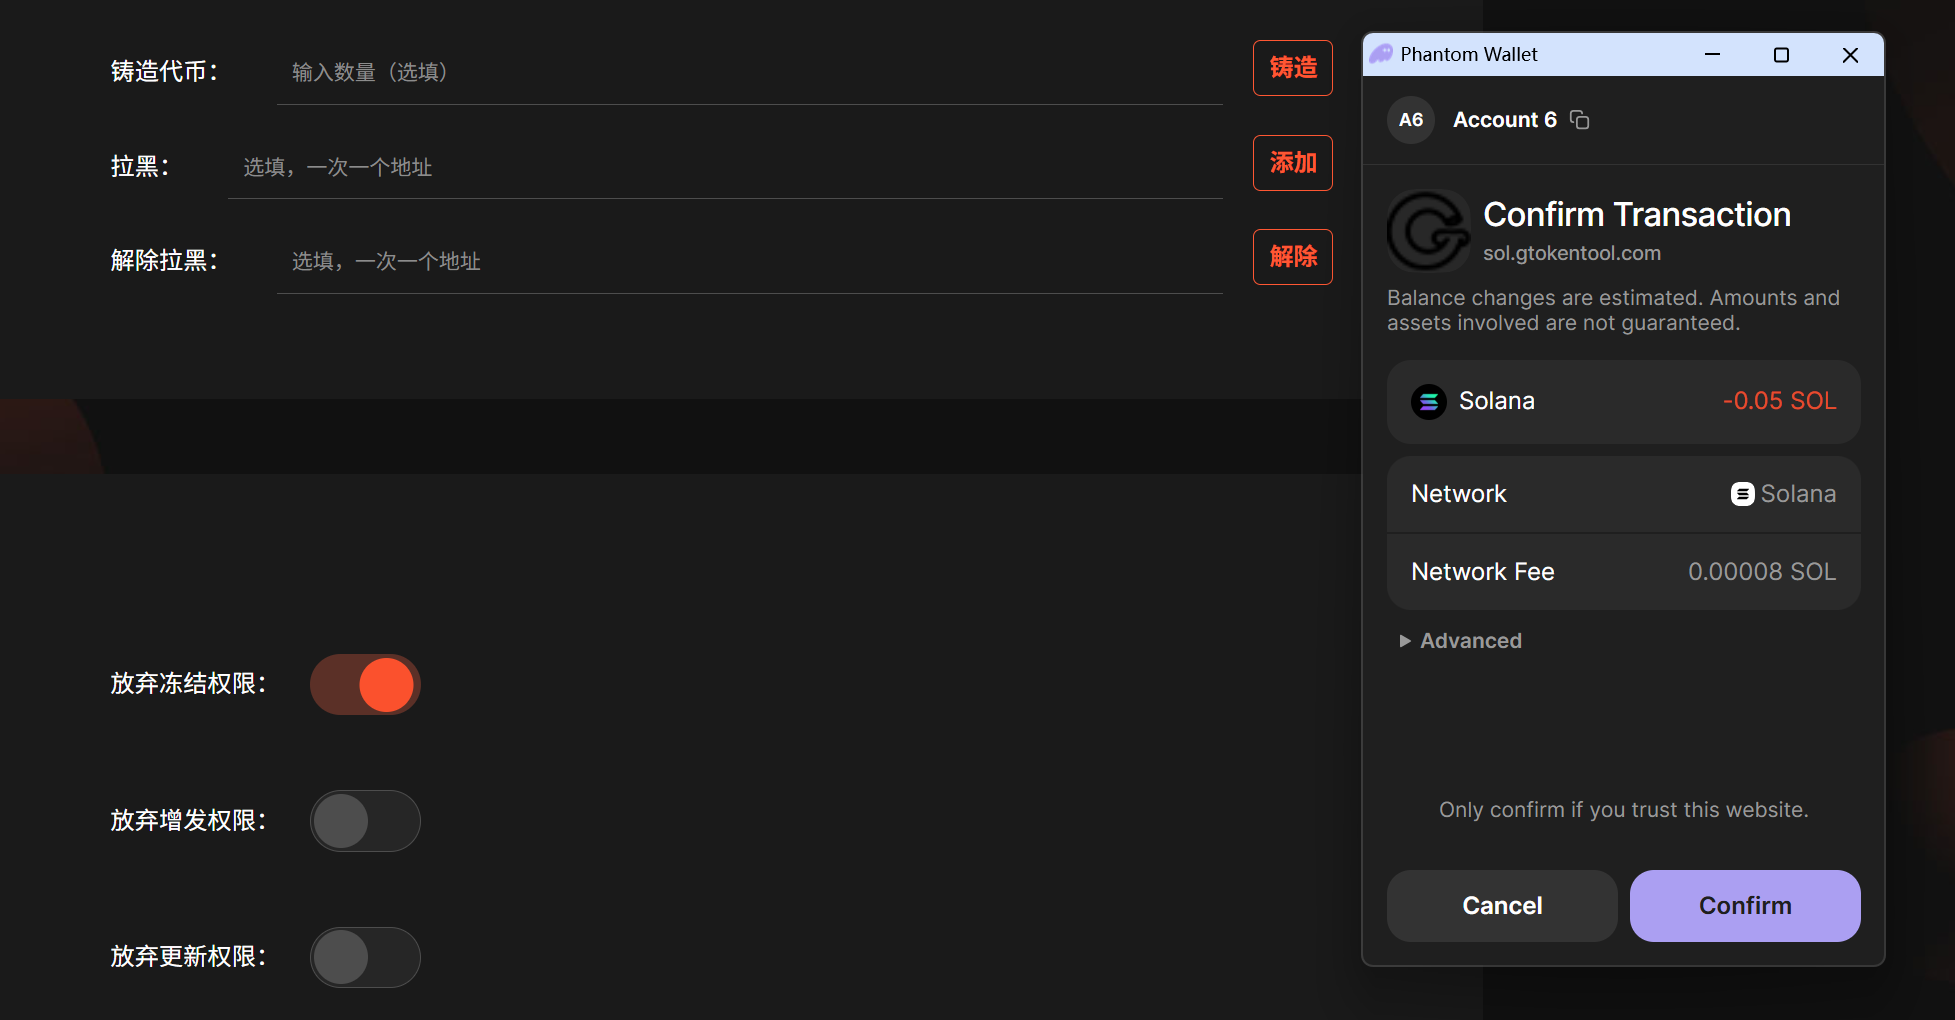 铸造代币：
输入数量（选填）
铸造
拉黑：
选填，一次一个地址
添加
解除拉黑：
选填，一次一个地址
解除
放弃冻结权限：
放弃增发权限：
放弃更新权限：
Phantom Wallet
A6
Account 6
Confirm Transaction
sol.gtokentool.com
Balance changes are estimated. Amounts and
assets involved are not guaranteed.
Solana
-0.05 SOL
Network
Solana
Network Fee
0.00008 SOL
Advanced
Only confirm if you trust this website.
Cancel
Confirm